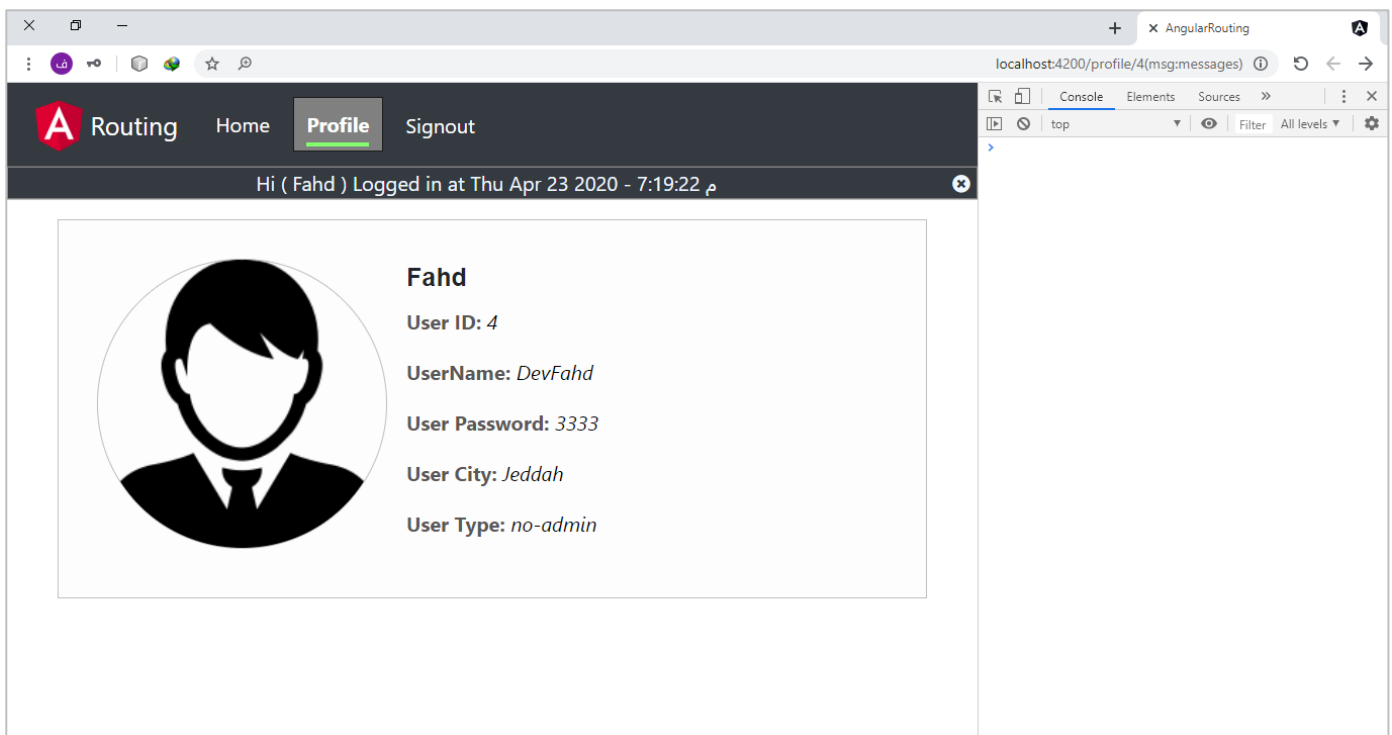 AngularRouting
ف
localhost:4200/profile/4(msg:messages)
Console Elements Sources »
top Filter All levels
Routing Home Profile Signout
Hi ( Fahd ) Logged in at Thu Apr 23 2020 - 7:19:22 م
Fahd
User ID: 4
UserName: DevFahd
User Password: 3333
User City: Jeddah
User Type: no-admin